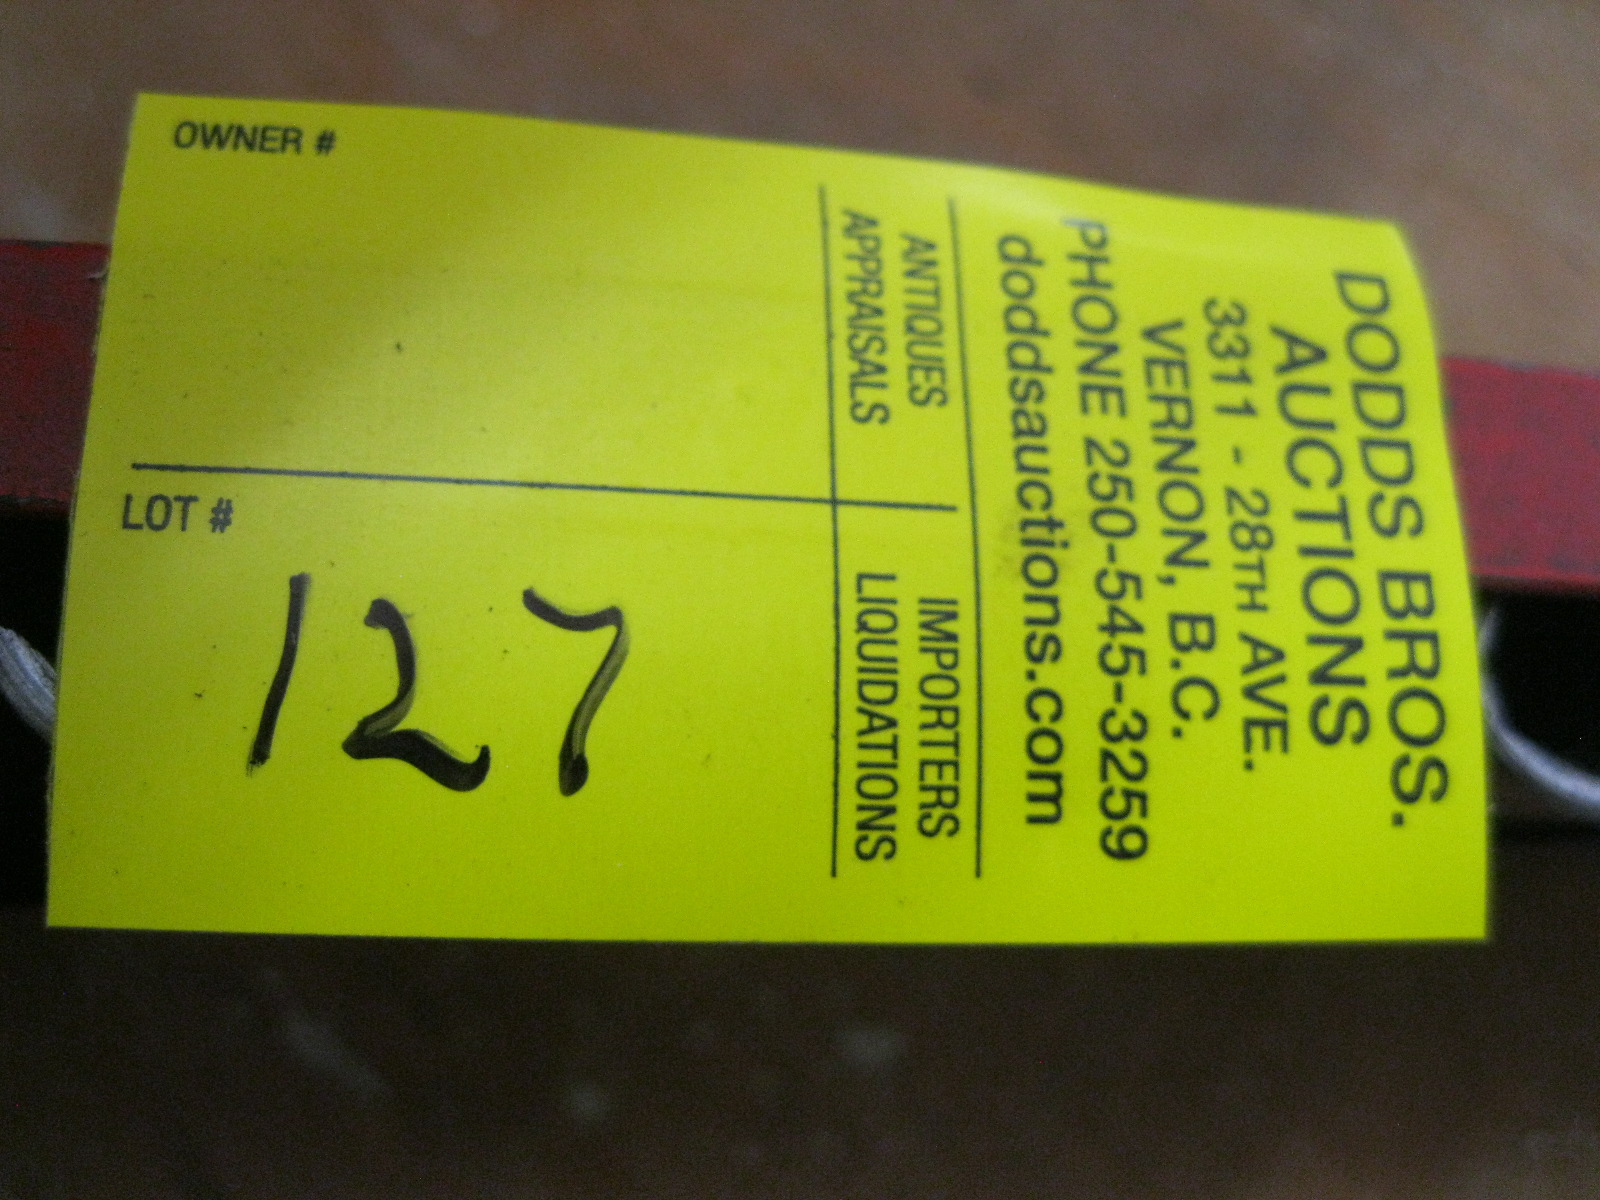 DODDS BROS.
AUCTIONS
3311 - 28TH AVE.
VERNON, B.C.
PHONE 250-545-3259
doddsauctions.com
ANTIQUES IMPORTERS
APPRAISALS LIQUIDATIONS
OWNER #
LOT #
127